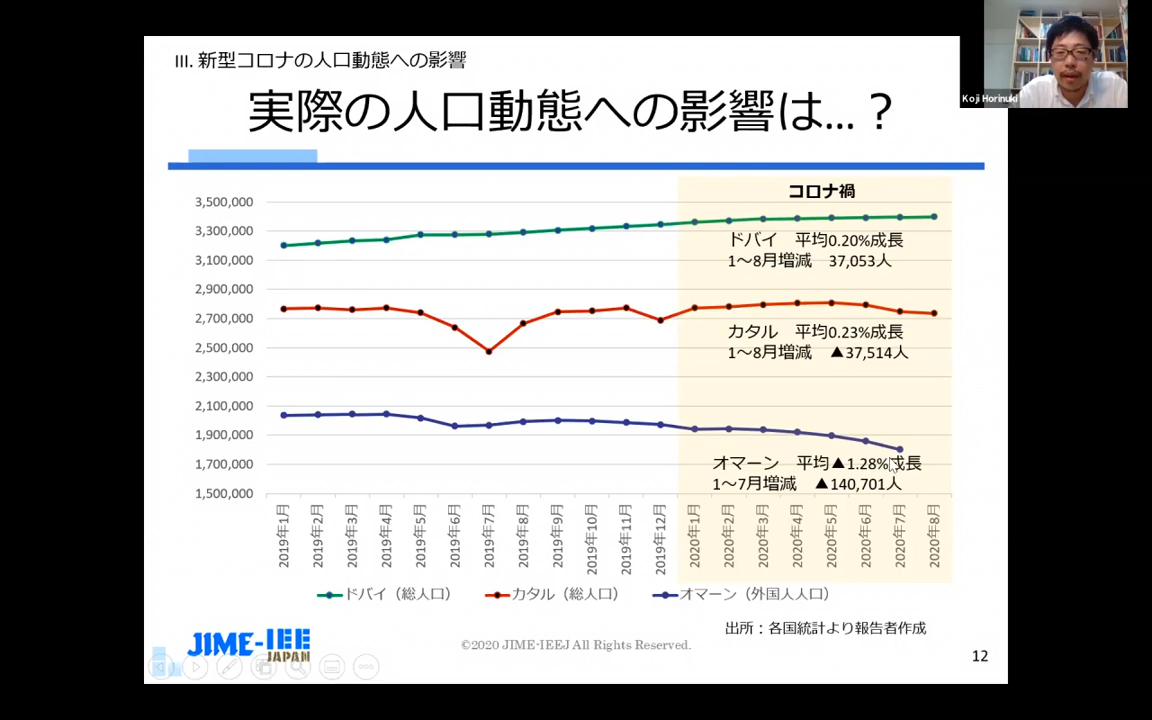 III. 新型コロナの人口動態への影響
Koji Horinuki
実際の人口動態への影響は…？
コロナ禍
3,500,000
3,300,000
3,100,000
2,900,000
2,700,000
2,500,000
2,300,000
2,100,000
1,900,000
1,700,000
1,500,000
ドバイ　平均0.20%成長
1～8月増減　37,053人
カタル　平均0.23%成長
1～8月増減　▲37,514人
オマーン　平均▲1.28%成長
1～7月増減　▲140,701人
2019年1月
2019年2月
2019年3月
2019年4月
2019年5月
2019年6月
2019年7月
2019年8月
2019年9月
2019年10月
2019年11月
2019年12月
2020年1月
2020年2月
2020年3月
2020年4月
2020年5月
2020年6月
2020年7月
2020年8月
ドバイ（総人口）
カタル（総人口）
オマーン（外国人人口）
出所：各国統計より報告者作成
JIME-IEE
JAPAN
©2020 JIME-IEEJ All Rights Reserved.
12